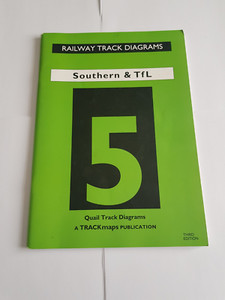 RAILWAY TRACK DIAGRAMS
Southern & TfL
5
Quail Track Diagrams
A TRACKmaps PUBLICATION
THIRD
EDITION